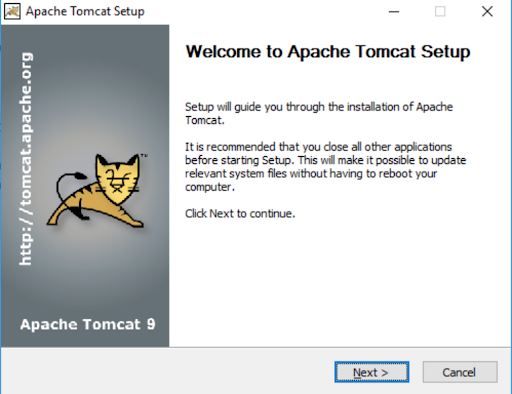 Apache Tomcat Setup
http://tomcat.apache.org
Apache Tomcat 9
Welcome to Apache Tomcat Setup
Setup will guide you through the installation of Apache
Tomcat.
It is recommended that you close all other applications
before starting Setup. This will make it possible to update
relevant system files without having to reboot your
computer.
Click Next to continue.
Next >
Cancel